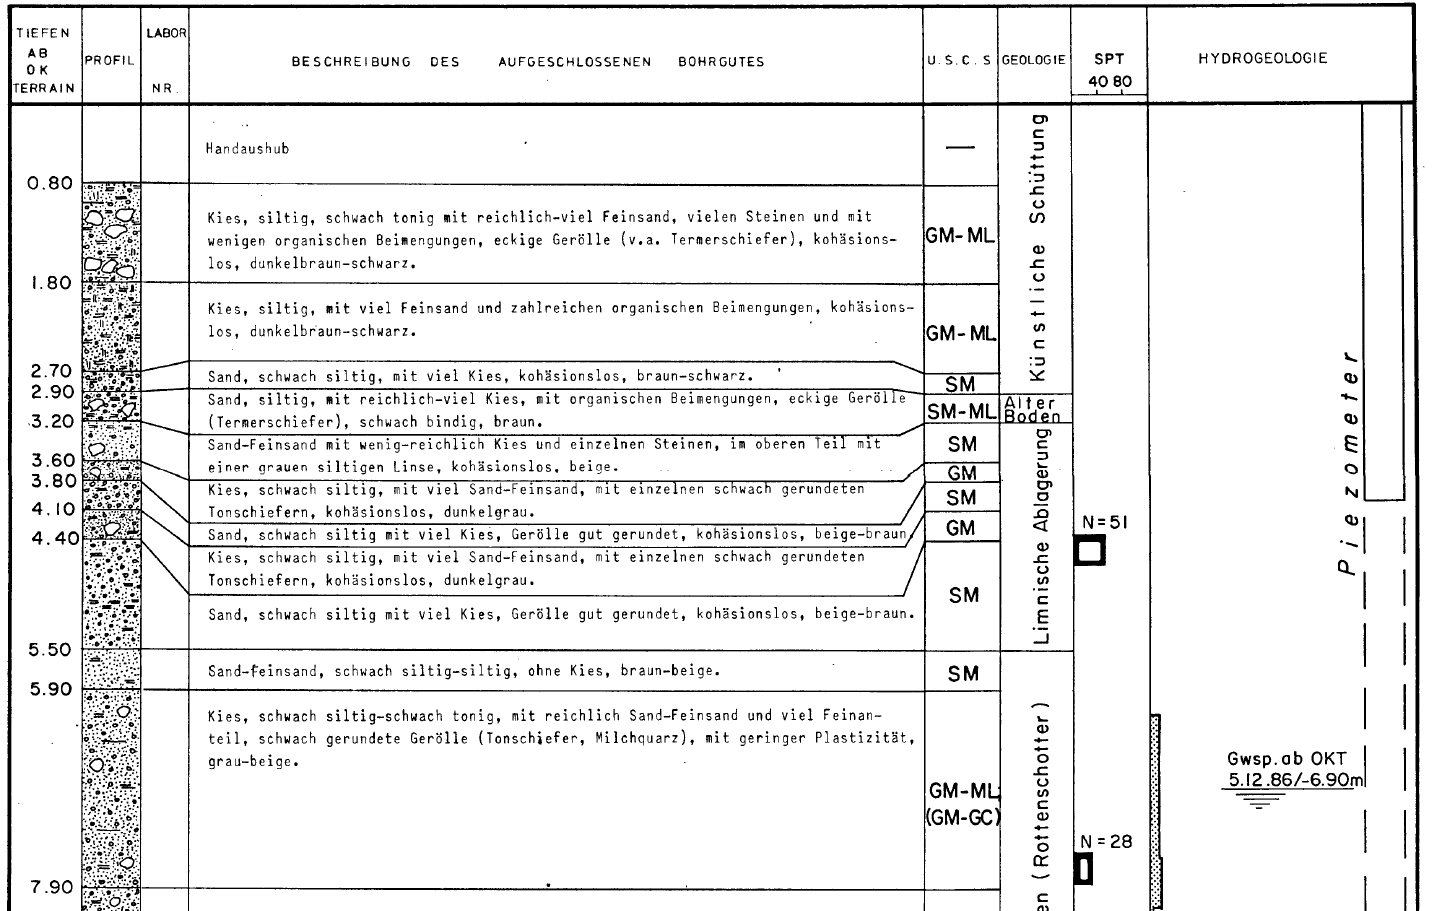 TIEFEN
AB
OK
TERRAIN
PROFIL
LABOR
NR.
BESCHREIBUNG DES AUFGESCHLOSSENEN BOHRGUTES
U.S.C.S
GEOLOGIE
SPT
40 80
HYDROGEOLOGIE
Handaushub
—
0.80
Kies, siltig, schwach tonig mit reichlich-viel Feinsand, vielen Steinen und mit
wenigen organischen Beimengungen, eckige Gerölle (v.a. Termerschiefer), kohäsions-
los, dunkelbraun-schwarz.
GM-ML
1.80
Kies, siltig, mit viel Feinsand und zahlreichen organischen Beimengungen, kohäsions-
los, dunkelbraun-schwarz.
GM-ML
Künstliche Schüttung
2.70
Sand, schwach siltig, mit viel Kies, kohäsionslos, braun-schwarz.
SM
2.90
Sand, siltig, mit reichlich-viel Kies, mit organischen Beimengungen, eckige Gerölle
(Termerschiefer), schwach bindig, braun.
SM-ML
Alter
Boden
3.20
Sand-Feinsand mit wenig-reichlich Kies und einzelnen Steinen, im oberen Teil mit
einer grauen siltigen Linse, kohäsionslos, beige.
SM
3.60
Kies, schwach siltig, mit viel Sand-Feinsand, mit einzelnen schwach gerundeten
Tonschiefern, kohäsionslos, dunkelgrau.
GM
3.80
Sand, schwach siltig mit viel Kies, Gerölle gut gerundet, kohäsionslos, beige-braun
SM
4.10
Kies, schwach siltig, mit viel Sand-Feinsand, mit einzelnen schwach gerundeten
Tonschiefern, kohäsionslos, dunkelgrau.
GM
4.40
Sand, schwach siltig mit viel Kies, Gerölle gut gerundet, kohäsionslos, beige-braun.
SM
Limnische Ablagerung
N=51
Piezometer
5.50
Sand-Feinsand, schwach siltig-siltig, ohne Kies, braun-beige.
SM
5.90
Kies, schwach siltig-schwach tonig, mit reichlich Sand-Feinsand und viel Feinan-
teil, schwach gerundete Gerölle (Tonschiefer, Milchquarz), mit geringer Plastizität,
grau-beige.
GM-ML
(GM-GC)
en (Rottenschotter)
Gwsp.ab OKT
5.12.86/-6.90m
N=28
7.90